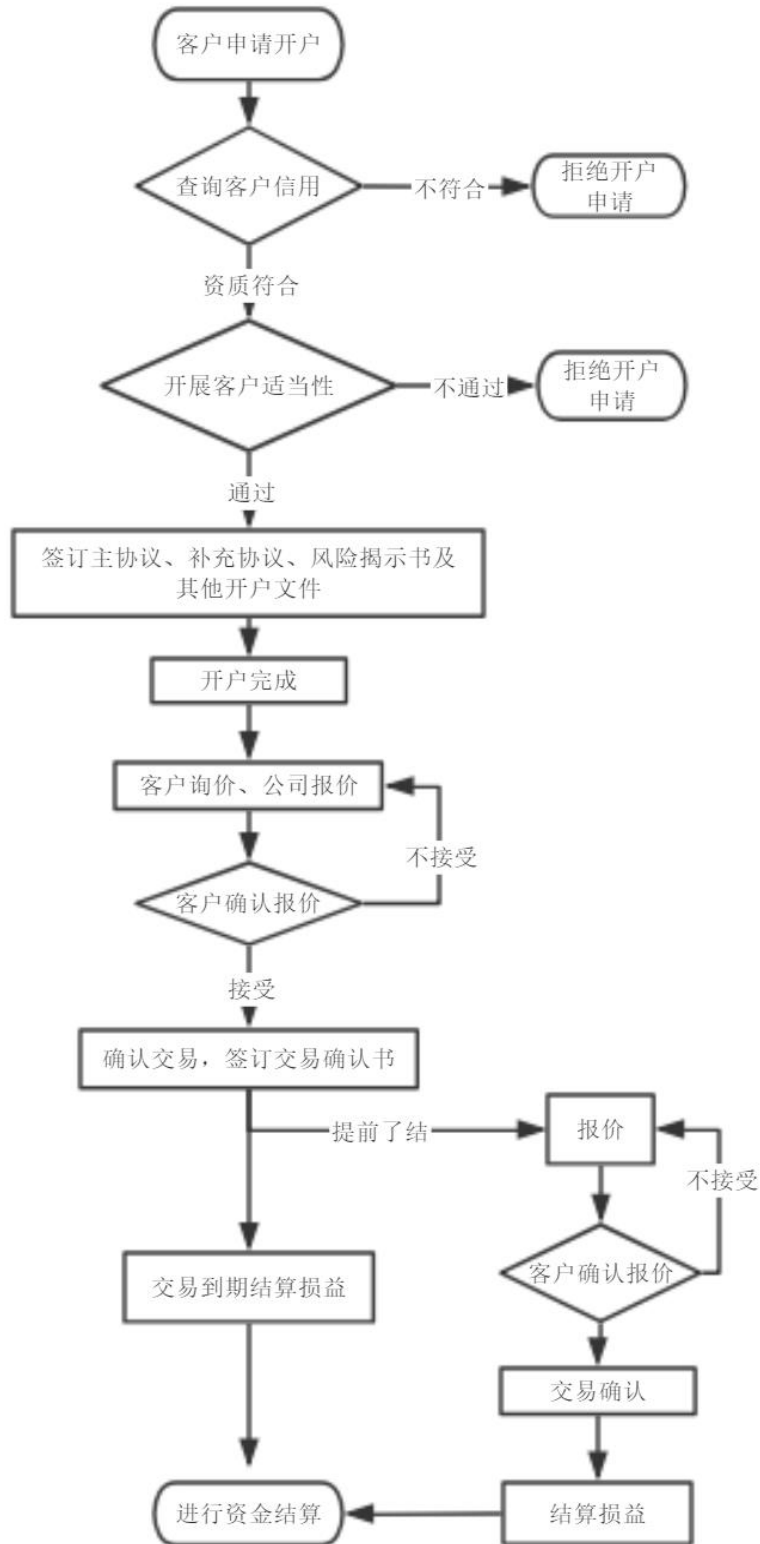 客户申请开户
查询客户信用
不符合
拒绝开户
申请
资质符合
开展客户适当性
不通过
拒绝开户
申请
通过
签订主协议、补充协议、风险揭示书及
其他开户文件
开户完成
客户询价、公司报价
不接受
客户确认报价
接受
确认交易，签订交易确认书
提前了结
报价
不接受
交易到期结算损益
客户确认报价
交易确认
进行资金结算
结算损益